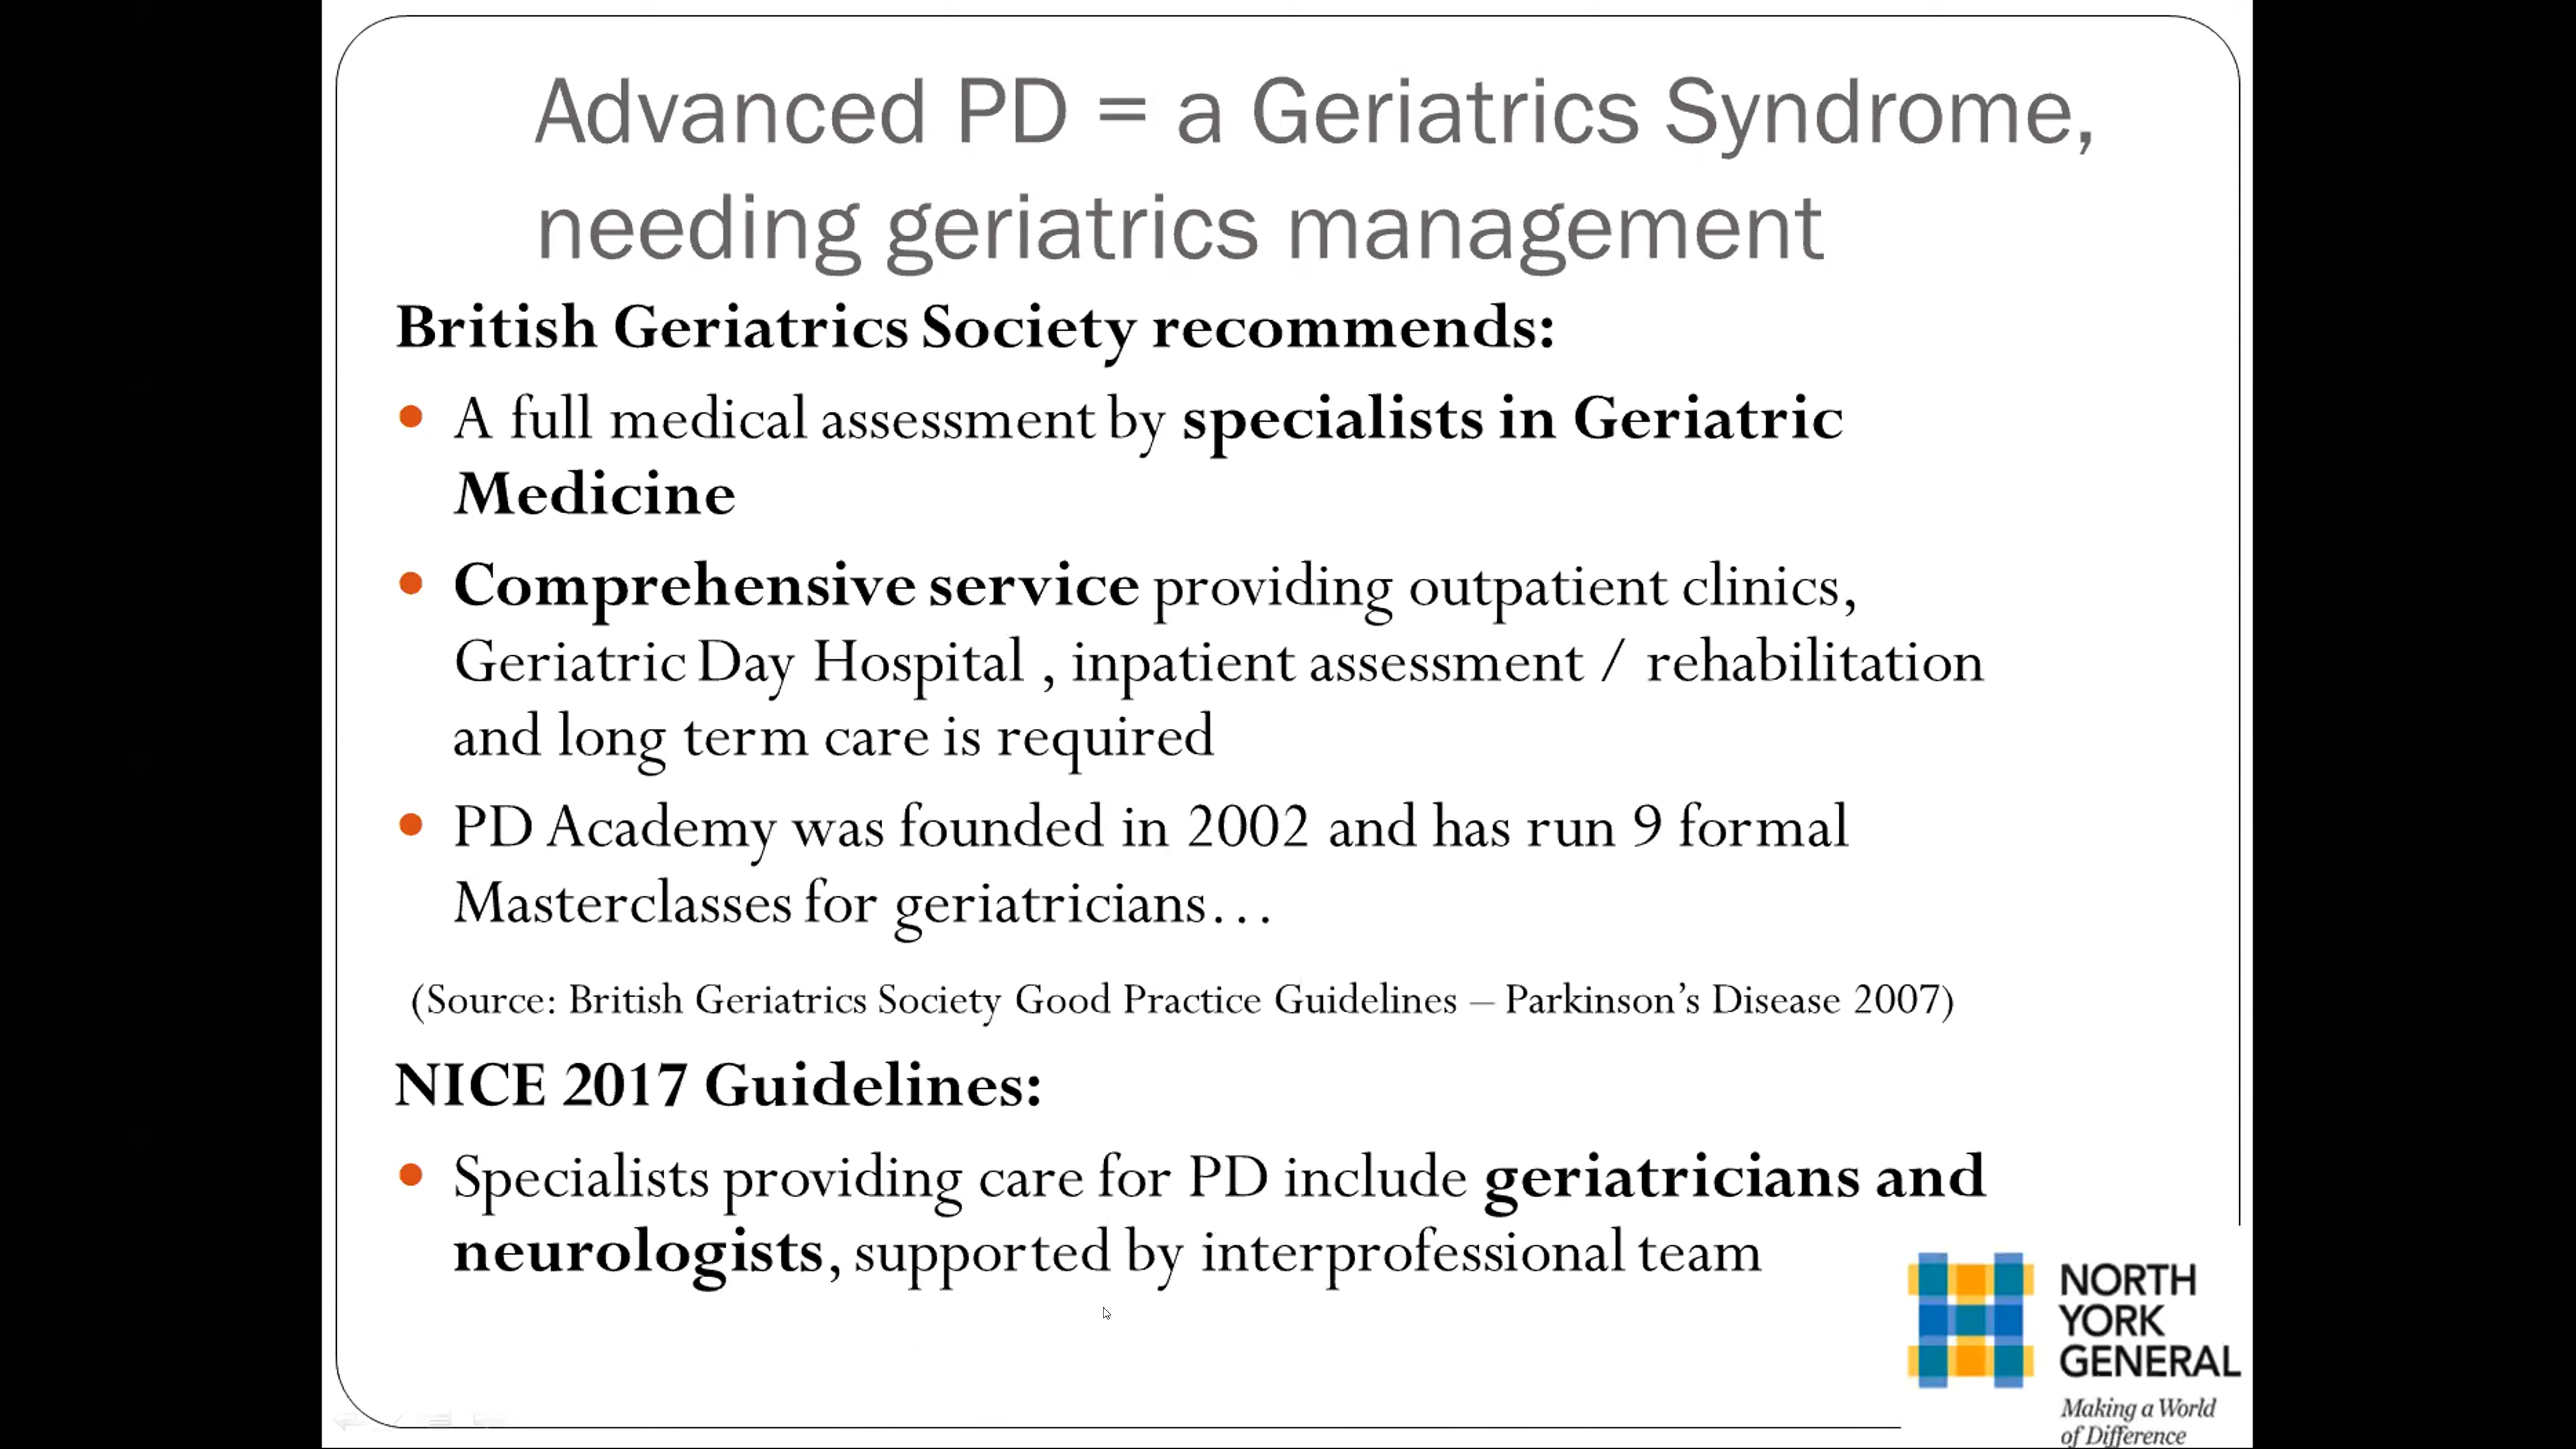 Advanced PD = a Geriatrics Syndrome,
needing geriatrics management
British Geriatrics Society recommends:
A full medical assessment by specialists in Geriatric
Medicine
Comprehensive service providing outpatient clinics,
Geriatric Day Hospital , inpatient assessment / rehabilitation
and long term care is required
PD Academy was founded in 2002 and has run 9 formal
Masterclasses for geriatricians…
(Source: British Geriatrics Society Good Practice Guidelines – Parkinson’s Disease 2007)
NICE 2017 Guidelines:
Specialists providing care for PD include geriatricians and
neurologists, supported by interprofessional team
NORTH
YORK
GENERAL
Making a World
of Difference